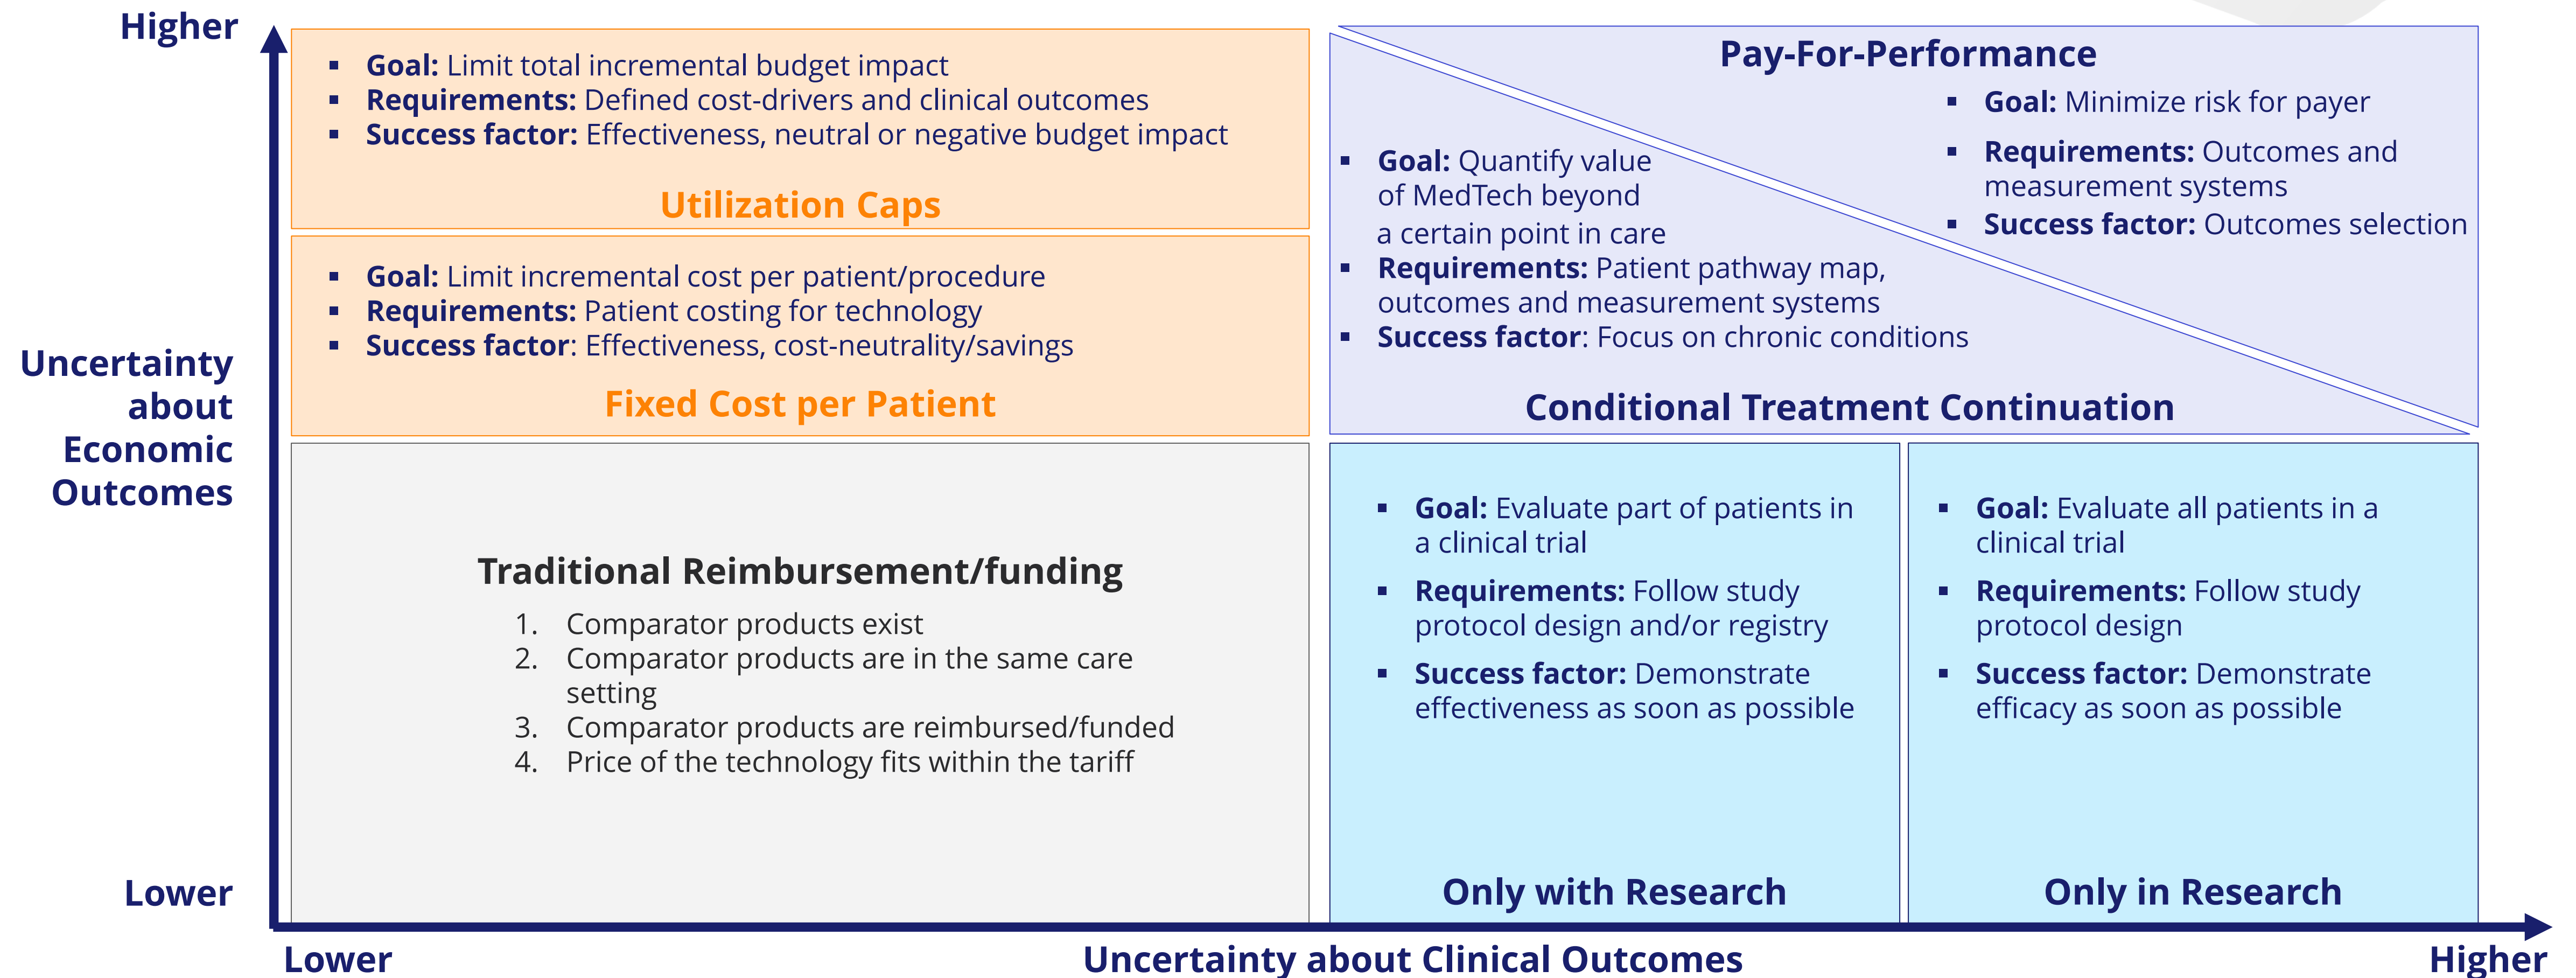 Higher
▪ Goal: Limit total incremental budget impact
▪ Requirements: Defined cost-drivers and clinical outcomes
▪ Success factor: Effectiveness, neutral or negative budget impact
Utilization Caps
▪ Goal: Limit incremental cost per patient/procedure
▪ Requirements: Patient costing for technology
▪ Success factor: Effectiveness, cost-neutrality/savings
Fixed Cost per Patient
Pay-For-Performance
▪ Goal: Minimize risk for payer
▪ Requirements: Outcomes and
measurement systems
▪ Success factor: Outcomes selection
▪ Goal: Quantify value
of MedTech beyond
a certain point in care
▪ Requirements: Patient pathway map,
outcomes and measurement systems
▪ Success factor: Focus on chronic conditions
Conditional Treatment Continuation
Uncertainty
about
Economic
Outcomes
Traditional Reimbursement/funding
1. Comparator products exist
2. Comparator products are in the same care
setting
3. Comparator products are reimbursed/funded
4. Price of the technology fits within the tariff
▪ Goal: Evaluate part of patients in
a clinical trial
▪ Requirements: Follow study
protocol design and/or registry
▪ Success factor: Demonstrate
effectiveness as soon as possible
Only with Research
▪ Goal: Evaluate all patients in a
clinical trial
▪ Requirements: Follow study
protocol design
▪ Success factor: Demonstrate
efficacy as soon as possible
Only in Research
Lower
Lower
Uncertainty about Clinical Outcomes
Higher